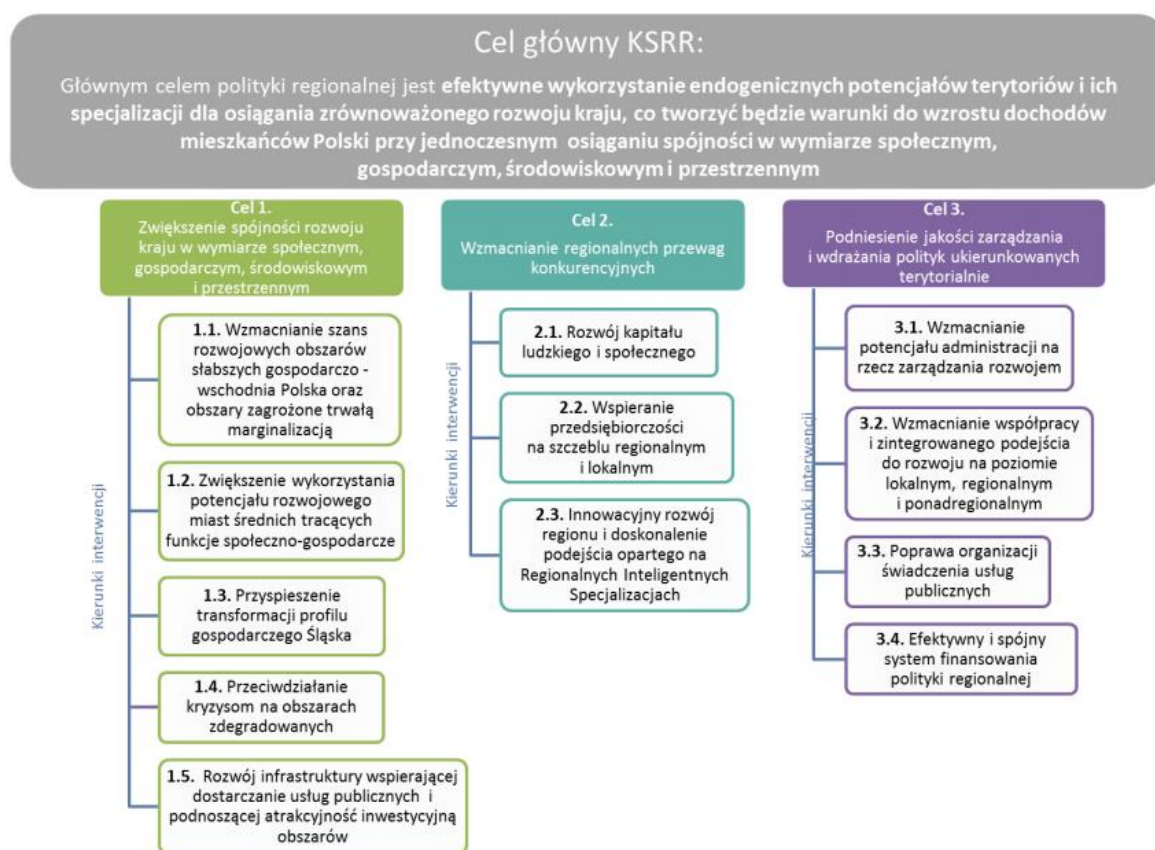 Cel główny KSRR:
Głównym celem polityki regionalnej jest efektywne wykorzystanie endogenicznych potencjałów terytoriów i ich
specjalizacji dla osiągania zrównoważonego rozwoju kraju, co tworzyć będzie warunki do wzrostu dochodów
mieszkańców Polski przy jednoczesnym osiąganiu spójności w wymiarze społecznym,
gospodarczym, środowiskowym i przestrzennym
Cel 1.
Zwiększenie spójności rozwoju
kraju w wymiarze społecznym,
gospodarczym, środowiskowym
i przestrzennym
Kierunki interwencji
1.1. Wzmacnianie szans
rozwojowych obszarów
słabszych gospodarczo -
wschodnia Polska oraz
obszary zagrożone trwałą
marginalizacją
1.2. Zwiększenie wykorzystania
potencjału rozwojowego
miast średnich tracących
funkcje społeczno-gospodarcze
1.3. Przyspieszenie
transformacji profilu
gospodarczego Śląska
1.4. Przeciwdziałanie
kryzysom na obszarach
zdegradowanych
1.5. Rozwój infrastruktury wspierającej
dostarczanie usług publicznych i
podnoszącej atrakcyjność inwestycyjną
obszarów
Cel 2.
Wzmacnianie regionalnych przewag
konkurencyjnych
Kierunki interwencji
2.1. Rozwój kapitału
ludzkiego i społecznego
2.2. Wspieranie
przedsiębiorczości
na szczeblu regionalnym
i lokalnym
2.3. Innowacyjny rozwój
regionu i doskonalenie
podejścia opartego na
Regionalnych Inteligentnych
Specjalizacjach
Cel 3.
Podniesienie jakości zarządzania
i wdrażania polityk ukierunkowanych
terytorialnie
Kierunki interwencji
3.1. Wzmacnianie
potencjału administracji na
rzecz zarządzania rozwojem
3.2. Wzmacnianie współpracy
i zintegrowanego podejścia
do rozwoju na poziomie
lokalnym, regionalnym
i ponadregionalnym
3.3. Poprawa organizacji
świadczenia usług
publicznych
3.4. Efektywny i spójny
system finansowania
polityki regionalnej